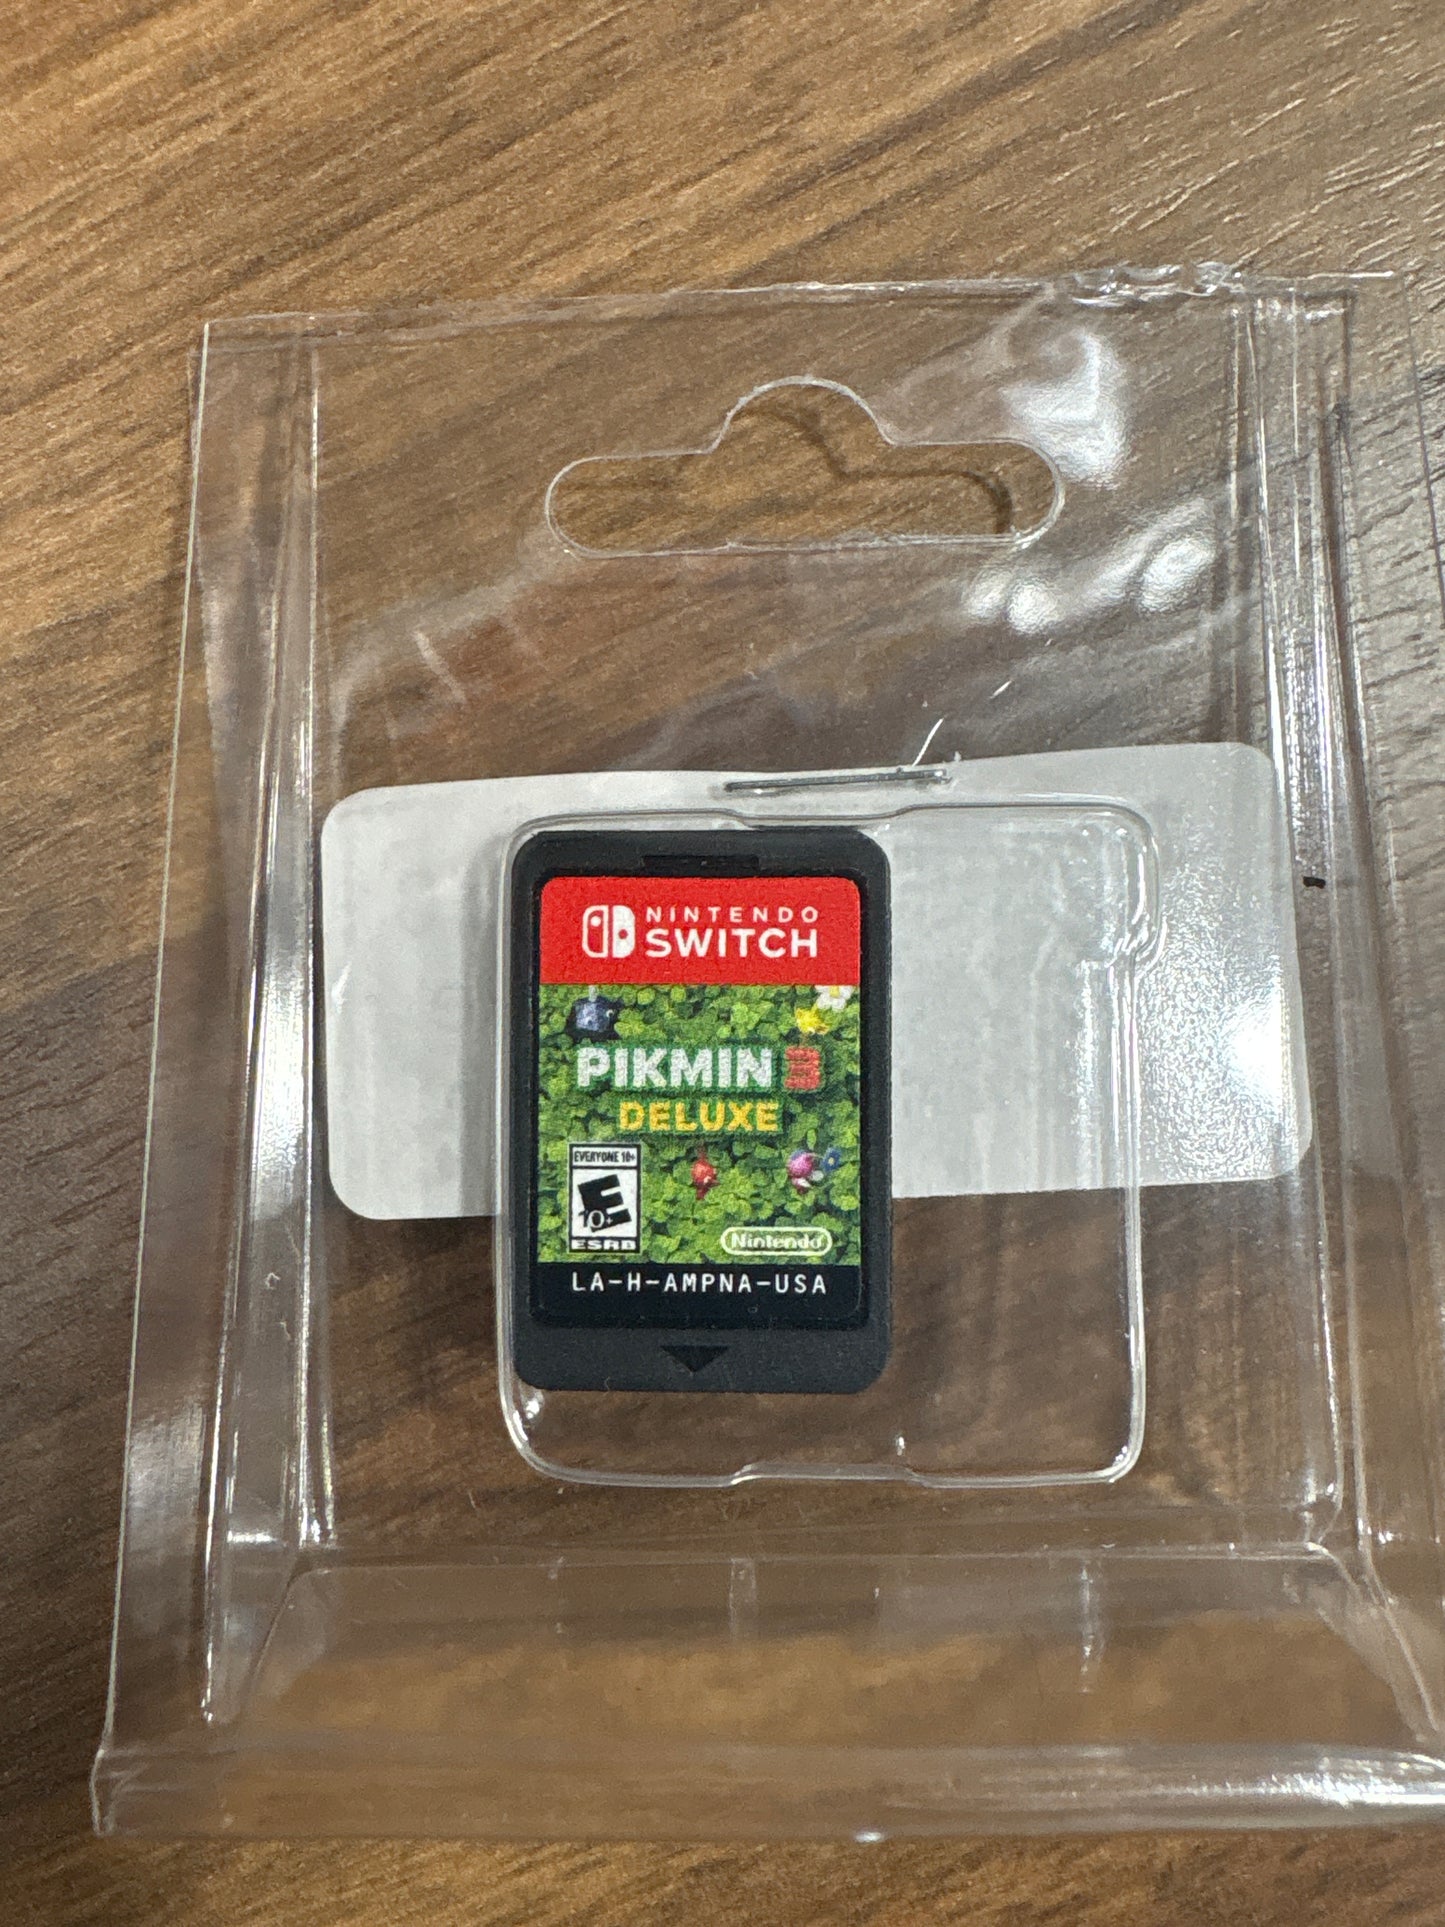 NINTENDO
SWITCH
PIKMIN 3
DELUXE
EVERYONE 10+
E
10+
ESRB
Nintendo
LA-H-AMPNA-USA